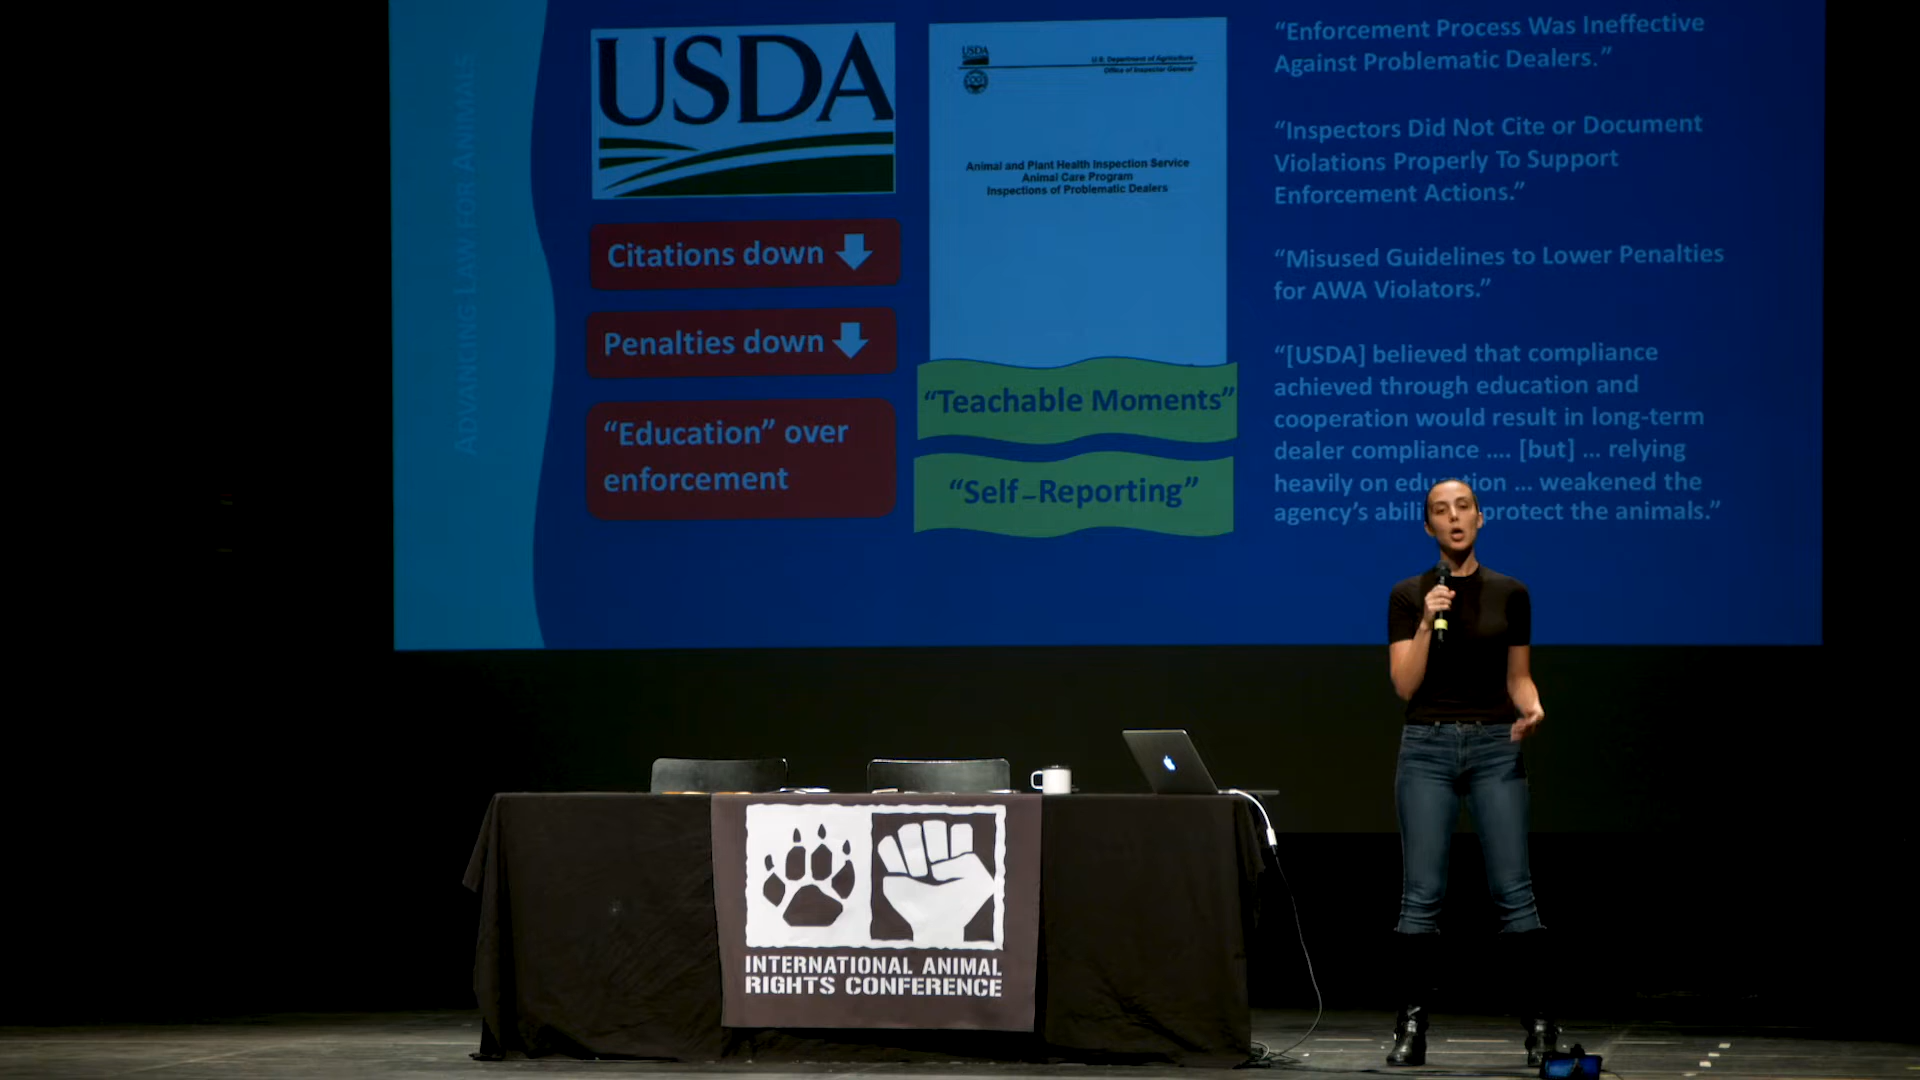 ADVANCING LAW FOR ANIMALS
USDA
Citations down
Penalties down
“Education” over
enforcement
USDA
U.S. Department of Agriculture
Office of Inspector General
Animal and Plant Health Inspection Service
Animal Care Program
Inspections of Problematic Dealers
“Teachable Moments”
“Self-Reporting”
“Enforcement Process Was Ineffective
Against Problematic Dealers.”
“Inspectors Did Not Cite or Document
Violations Properly To Support
Enforcement Actions.”
“Misused Guidelines to Lower Penalties
for AWA Violators.”
“[USDA] believed that compliance
achieved through education and
cooperation would result in long-term
dealer compliance .... [but] ... relying
heavily on education ... weakened the
agency’s protect the animals.”
INTERNATIONAL ANIMAL
RIGHTS CONFERENCE